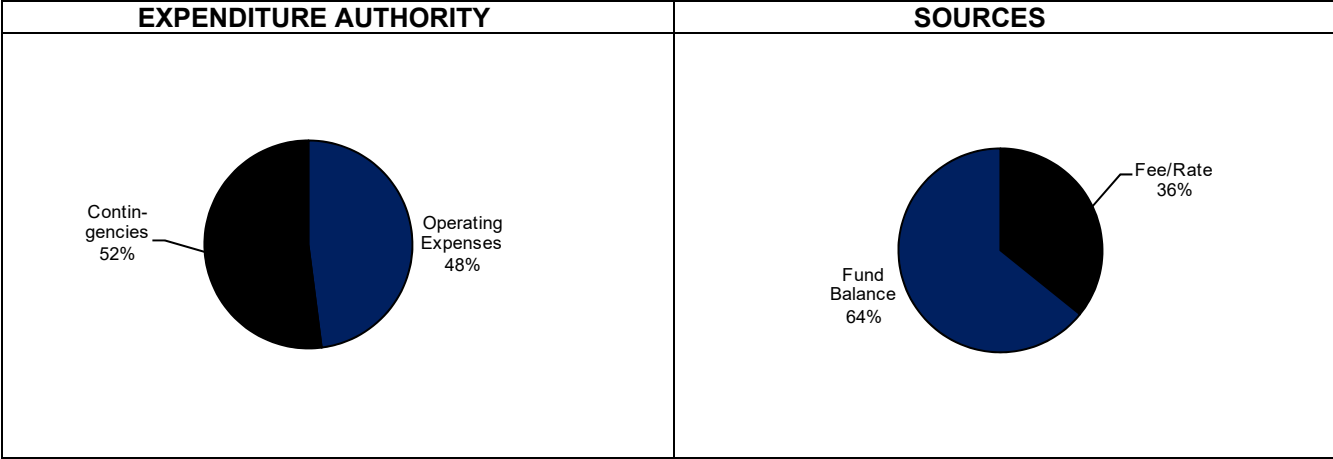 EXPENDITURE AUTHORITY
SOURCES
Contin-
gencies
52%
Operating
Expenses
48%
Fee/Rate
36%
Fund
Balance
64%